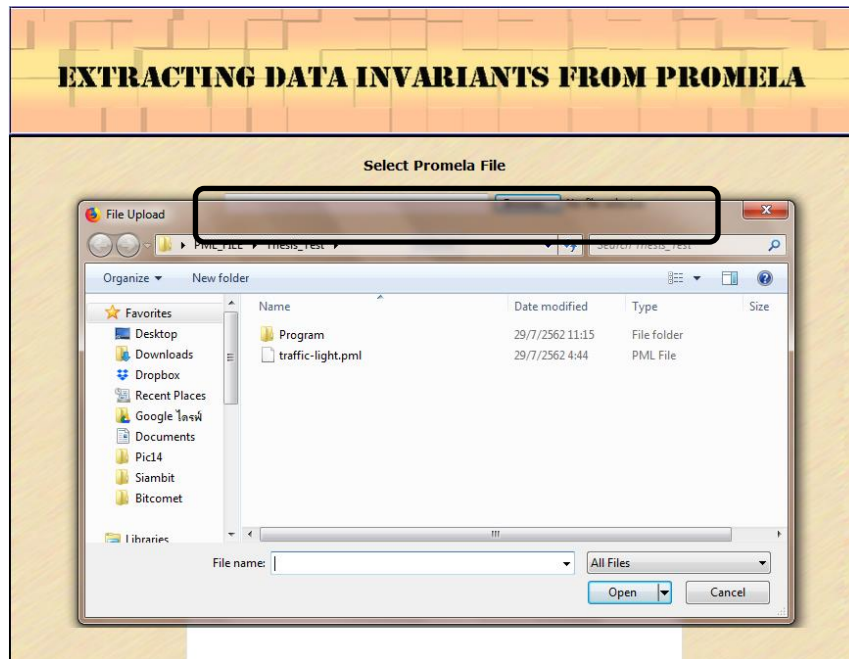 EXTRACTING DATA INVARIANTS FROM PROMELA
Select Promela File
File Upload
PML_FILE Thesis_Test
Search Thesis_Test
Organize New folder
Name Date modified Type Size
Favorites
Desktop
Downloads
Dropbox
Recent Places
Google ไดรฟ์
Documents
Pic14
Siambit
Bitcomet
Libraries
Program 29/7/2562 11:15 File folder
traffic-light.pml 29/7/2562 4:44 PML File
File name: All Files
Open Cancel